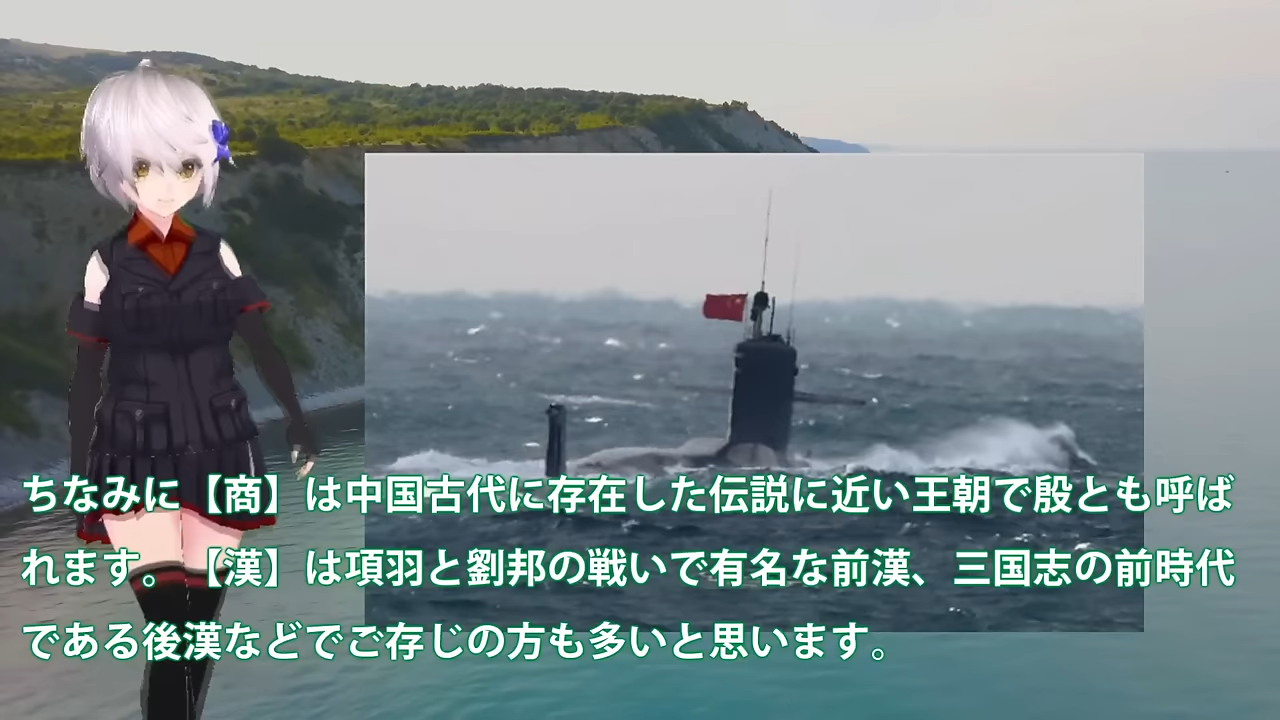 ちなみに【商】は中国古代に存在した伝説に近い王朝で殷とも呼ば
れます。【漢】は項羽と劉邦の戦いで有名な前漢、三国志の前時代
である後漢などでご存じの方も多いと思います。